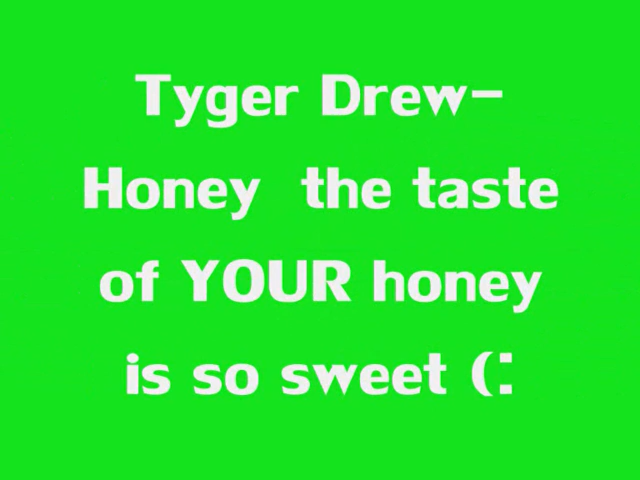 Tyger Drew-
Honey  the taste
of YOUR honey
is so sweet (: